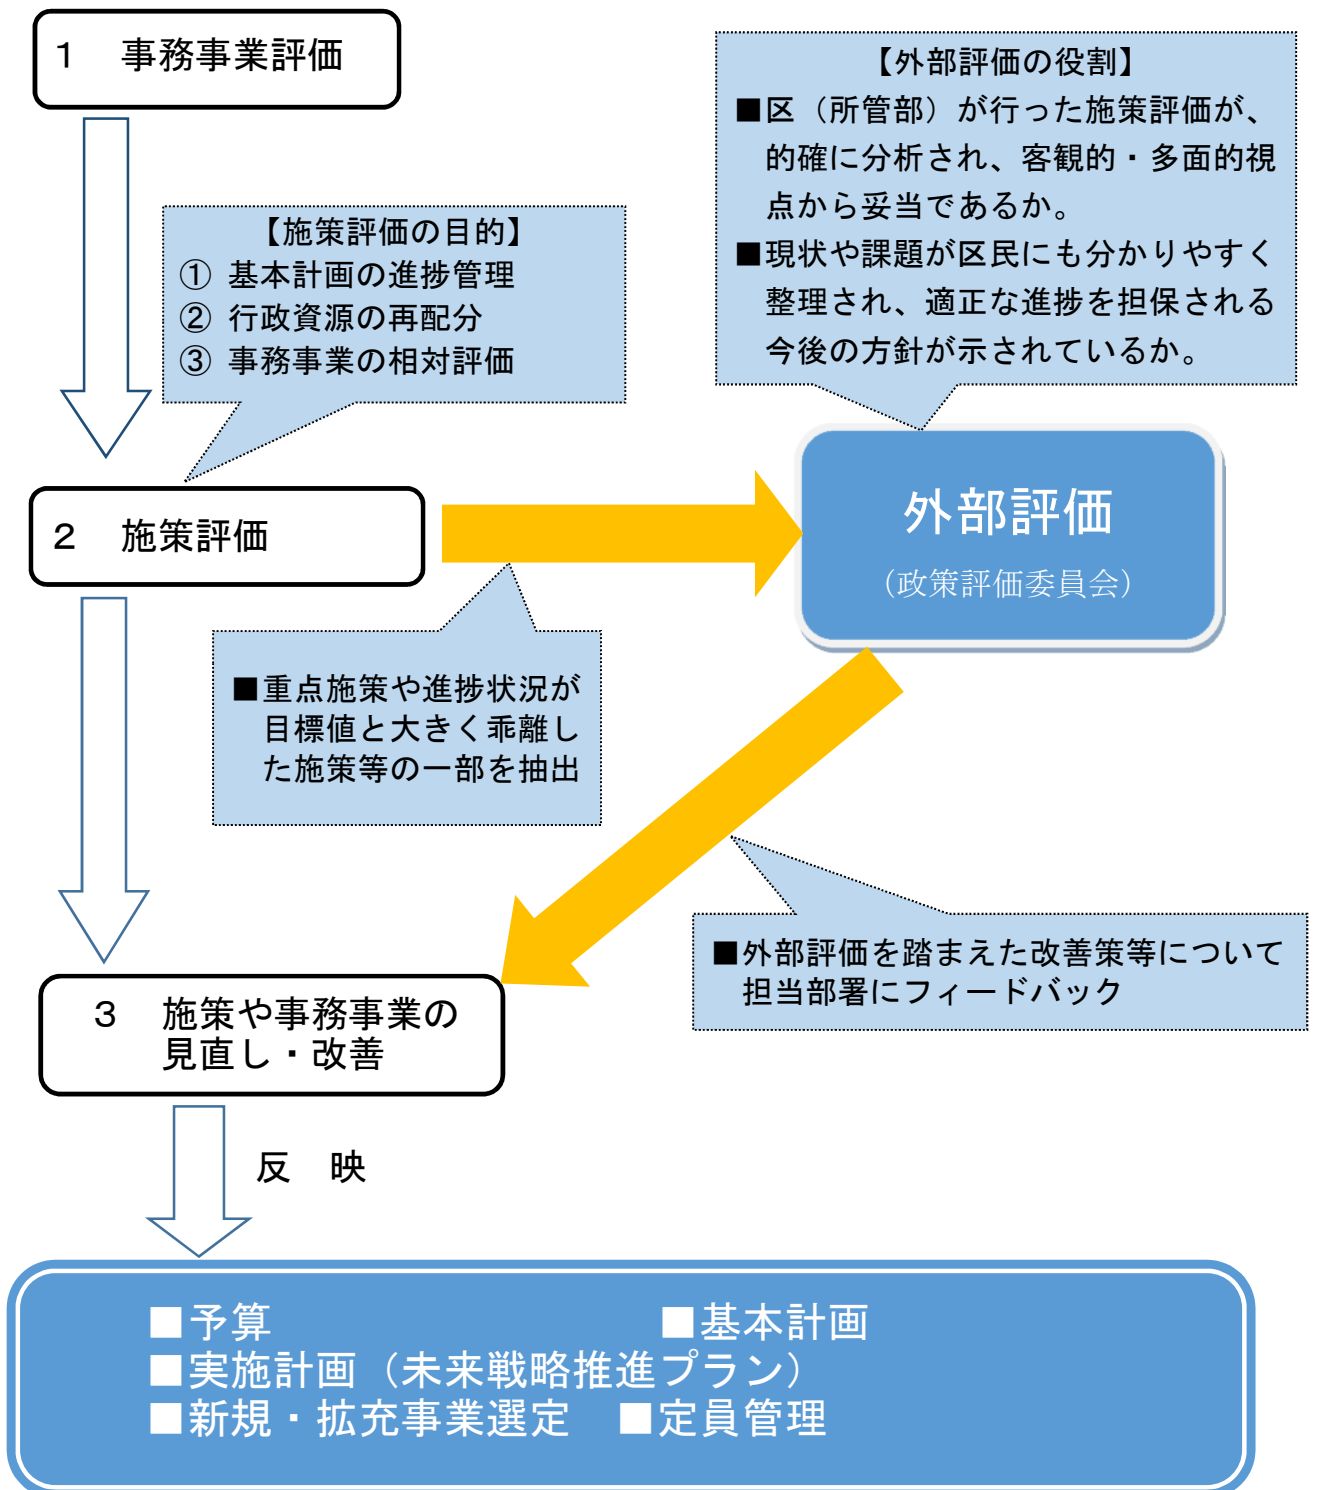 １　事務事業評価
【外部評価の役割】
■区（所管部）が行った施策評価が、
的確に分析され、客観的・多面的視
点から妥当であるか。
■現状や課題が区民にも分かりやすく
整理され、適正な進捗を担保される
今後の方針が示されているか。
【施策評価の目的】
① 基本計画の進捗管理
② 行政資源の再配分
③ 事務事業の相対評価
２　施策評価
外部評価
（政策評価委員会）
■重点施策や進捗状況が
目標値と大きく乖離し
た施策等の一部を抽出
■外部評価を踏まえた改善策等について
担当部署にフィードバック
３　施策や事務事業の
見直し・改善
反　映
■予算　　　　　　　　■基本計画
■実施計画（未来戦略推進プラン）
■新規・拡充事業選定　■定員管理